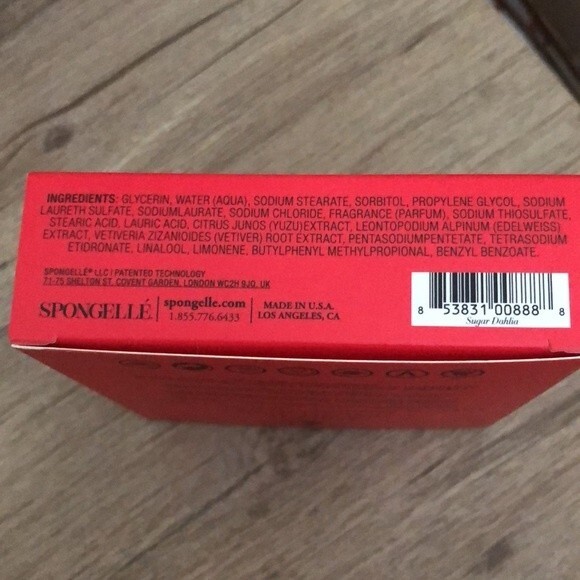 INGREDIENTS: GLYCERIN, WATER (AQUA), SODIUM STEARATE, SORBITOL, PROPYLENE GLYCOL, SODIUM
LAURETH SULFATE, SODIUMLAURATE, SODIUM CHLORIDE, FRAGRANCE (PARFUM), SODIUM THIOSULFATE,
STEARIC ACID, LAURIC ACID, CITRUS JUNOS (YUZU)EXTRACT, LEONTOPODIUM ALPINUM (EDELWEISS)
EXTRACT, VETIVERIA ZIZANIOIDES (VETIVER) ROOT EXTRACT, PENTASODIUMPENTETATE, TETRASODIUM
ETIDRONATE, LINALOOL, LIMONENE, BUTYLPHENYL METHYLPROPIONAL, BENZYL BENZOATE.
SPONGELLÉ® LLC | PATENTED TECHNOLOGY
71-75 SHELTON ST. COVENT GARDEN, LONDON WC2H 9JQ, UK
SPONGELLÉ.
spongelle.com
1.855.776.6433
MADE IN U.S.A.
LOS ANGELES, CA
8 53831 00888 8
Sugar Dahlia